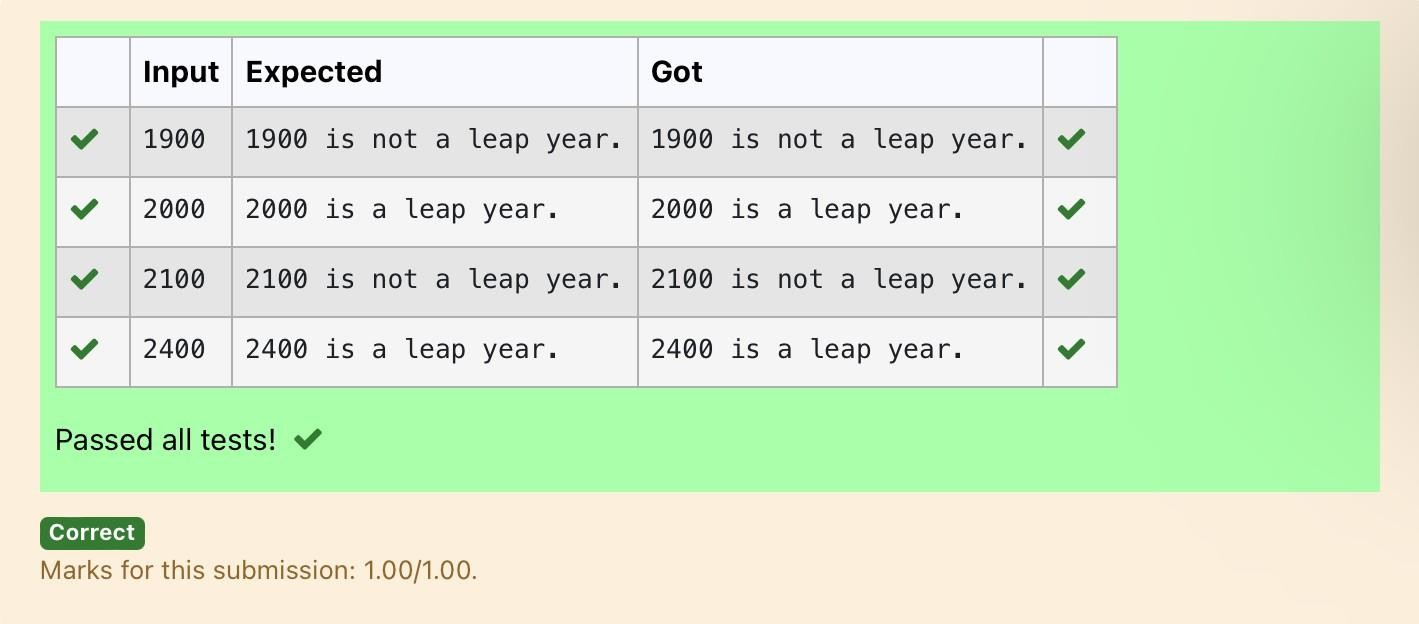 Input Expected Got
1900 1900 is not a leap year. 1900 is not a leap year.
2000 2000 is a leap year. 2000 is a leap year.
2100 2100 is not a leap year. 2100 is not a leap year.
2400 2400 is a leap year. 2400 is a leap year.
Passed all tests!
Correct
Marks for this submission: 1.00/1.00.